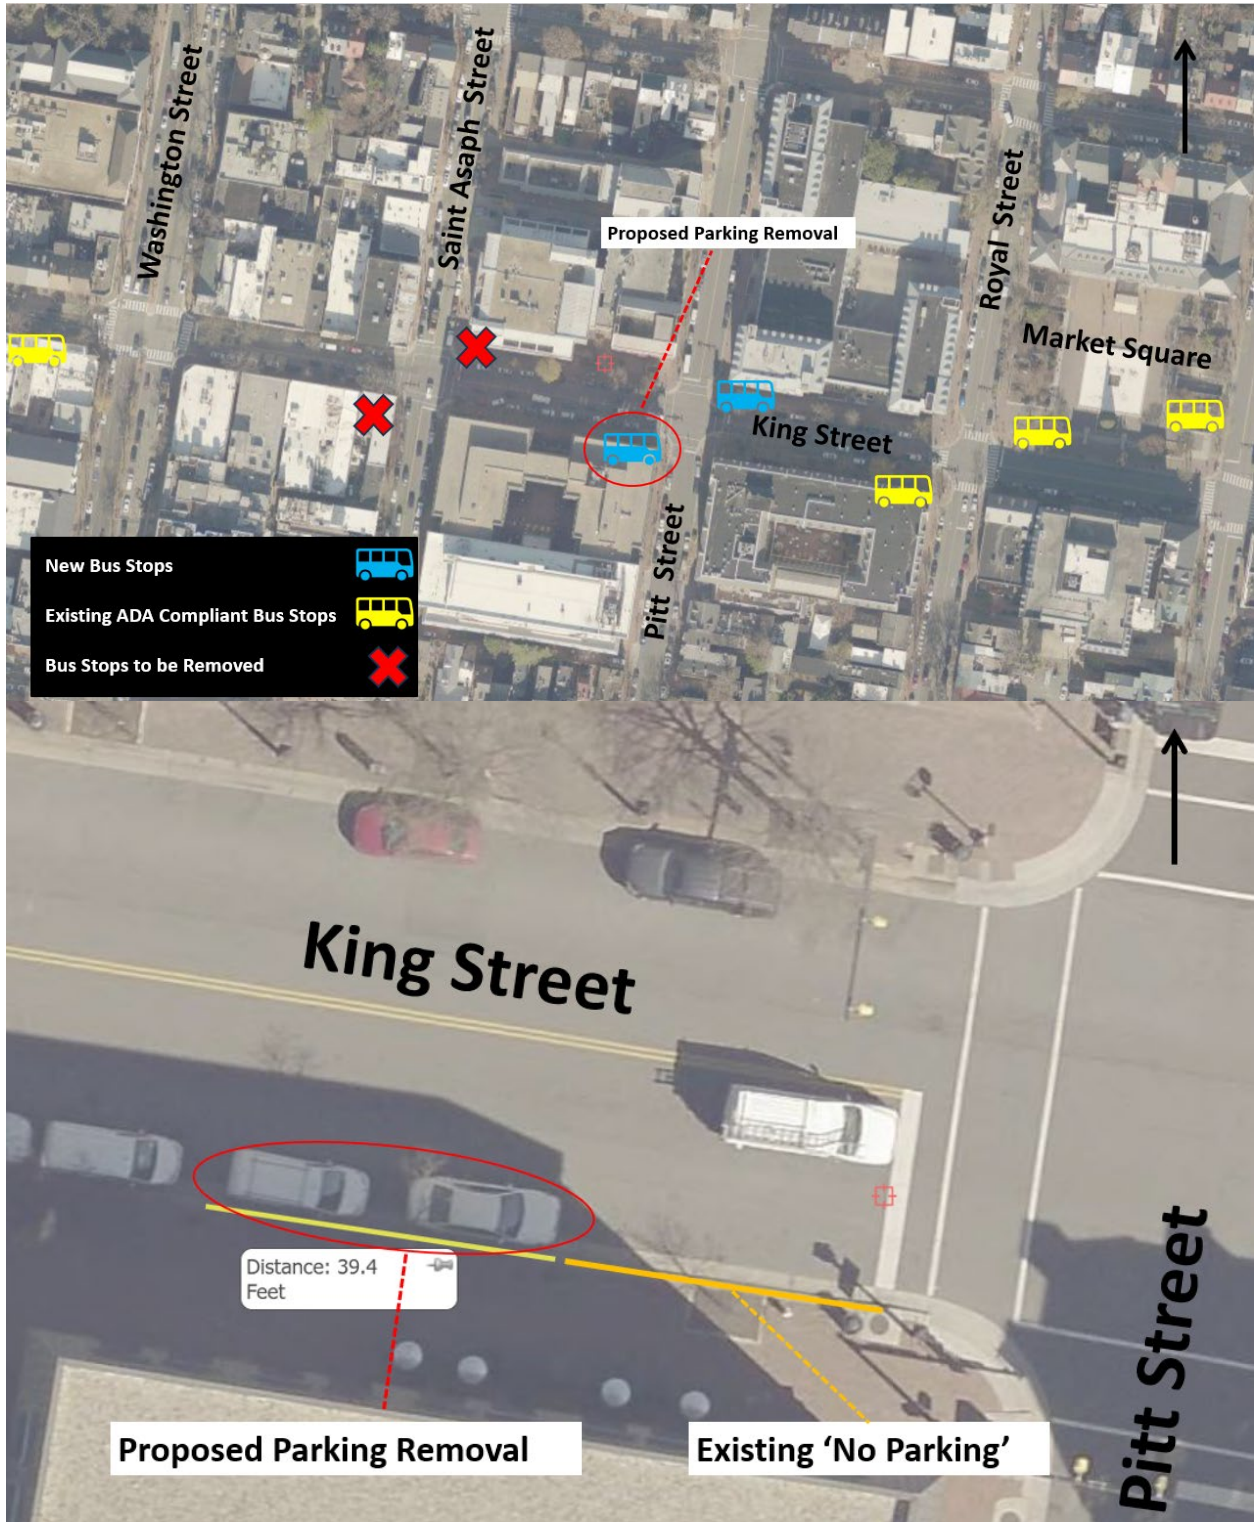 Washington Street
Saint Asaph Street
Proposed Parking Removal
Royal Street
Market Square
King Street
Pitt Street
New Bus Stops
Existing ADA Compliant Bus Stops
Bus Stops to be Removed
King Street
Distance: 39.4
Feet
Pitt Street
Proposed Parking Removal
Existing ‘No Parking’